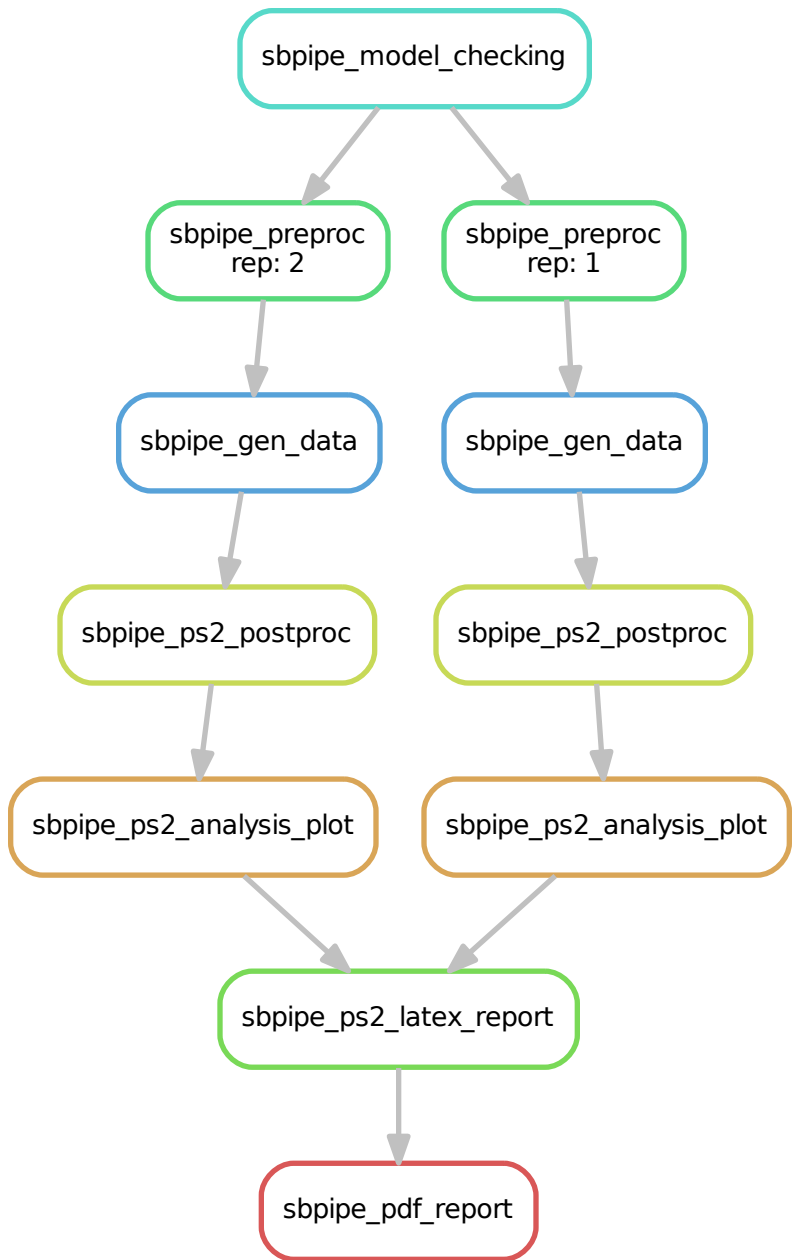 sbpipe_model_checking
sbpipe_preproc
rep: 2
sbpipe_preproc
rep: 1
sbpipe_gen_data
sbpipe_gen_data
sbpipe_ps2_postproc
sbpipe_ps2_postproc
sbpipe_ps2_analysis_plot
sbpipe_ps2_analysis_plot
sbpipe_ps2_latex_report
sbpipe_pdf_report